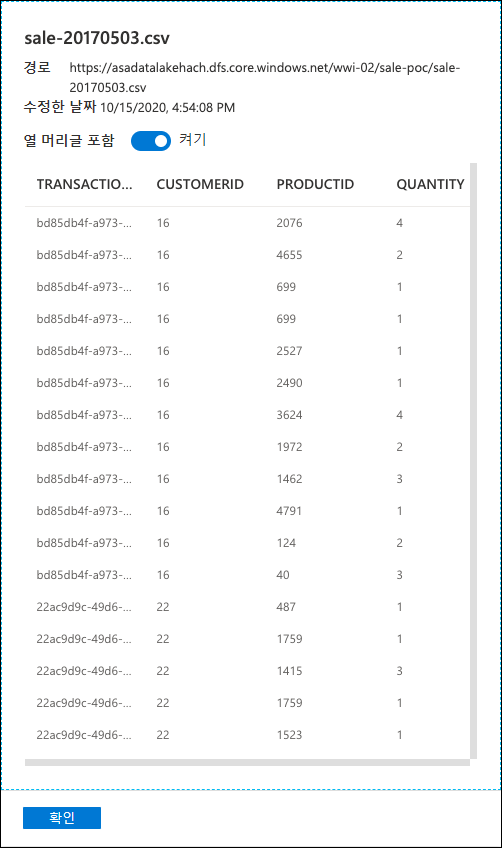 sale-20170503.csv
경로 https://asadatalakehach.dfs.core.windows.net/wwi-02/sale-poc/sale-
20170503.csv
수정한 날짜 10/15/2020, 4:54:08 PM
열 머리글 포함 켜기
TRANSACTIO... CUSTOMERID PRODUCTID QUANTITY
bd85db4f-a973-... 16 2076 4
bd85db4f-a973-... 16 4655 2
bd85db4f-a973-... 16 699 1
bd85db4f-a973-... 16 699 1
bd85db4f-a973-... 16 2527 1
bd85db4f-a973-... 16 2490 1
bd85db4f-a973-... 16 3624 4
bd85db4f-a973-... 16 1972 2
bd85db4f-a973-... 16 1462 3
bd85db4f-a973-... 16 4791 1
bd85db4f-a973-... 16 124 2
bd85db4f-a973-... 16 40 3
22ac9d9c-49d6-... 22 487 1
22ac9d9c-49d6-... 22 1759 1
22ac9d9c-49d6-... 22 1415 3
22ac9d9c-49d6-... 22 1759 1
22ac9d9c-49d6-... 22 1523 1
확인